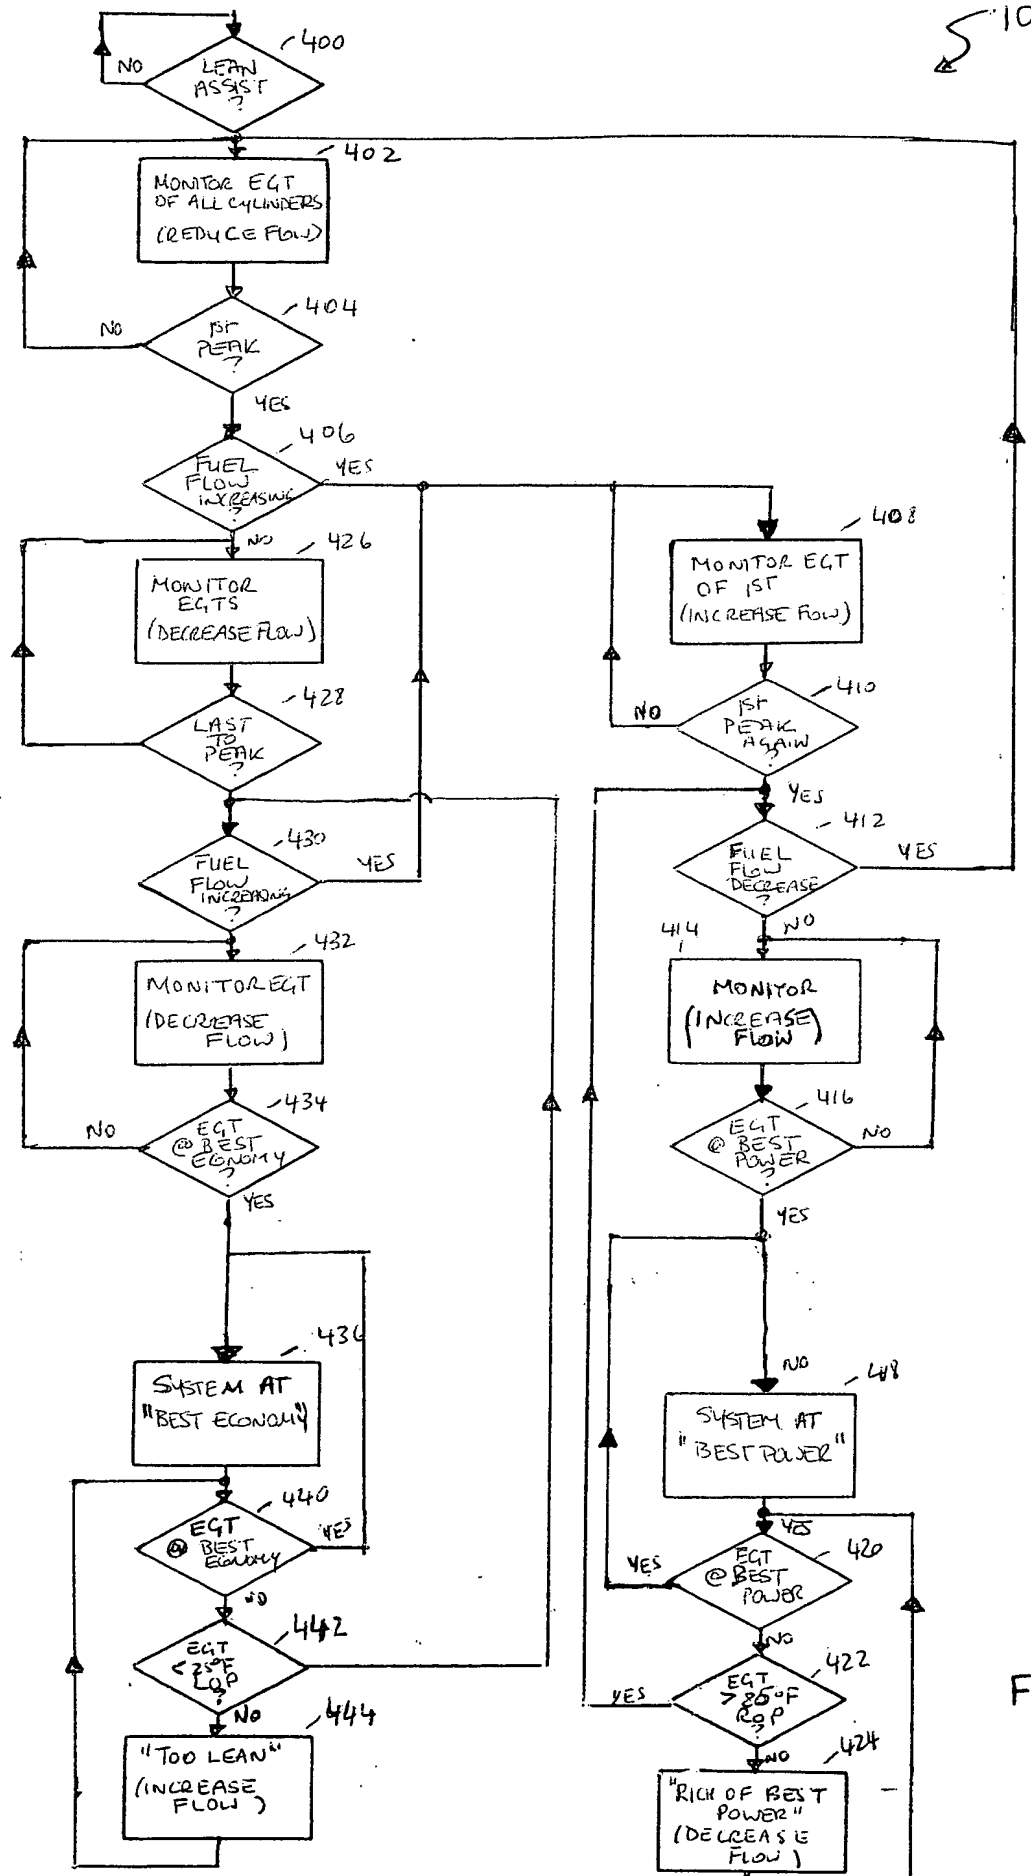 10
400
NO
LEAN
ASSIST
?
402
MONITOR EGT
OF ALL CYLINDERS
(REDUCE FLOW)
404
NO
1ST
PEAK
?
YES
406
FUEL
FLOW
INCREASING
?
YES
NO
426
MONITOR
EGTS
(DECREASE FLOW)
428
LAST
TO
PEAK
?
430
FUEL
FLOW
INCREASING
?
YES
432
MONITOR EGT
(DECREASE
FLOW)
434
NO
EGT
@ BEST
ECONOMY
?
YES
436
SYSTEM AT
"BEST ECONOMY"
440
EGT
@ BEST
ECONOMY
YES
NO
442
EGT
< 25°F
LOP
?
NO
444
"TOO LEAN"
(INCREASE
FLOW)
408
MONITOR EGT
OF 1ST
(INCREASE FLOW)
410
NO
1ST
PEAK
AGAIN
?
YES
412
FUEL
FLOW
DECREASE
?
YES
NO
414
MONITOR
(INCREASE
FLOW)
416
EGT
@ BEST
POWER
?
NO
YES
NO
418
SYSTEM AT
"BEST POWER"
YES
420
YES
EGT
@ BEST
POWER
NO
422
YES
EGT
> 85°F
ROP
?
NO
424
"RICH OF BEST
POWER"
(DECREASE
FLOW)
F